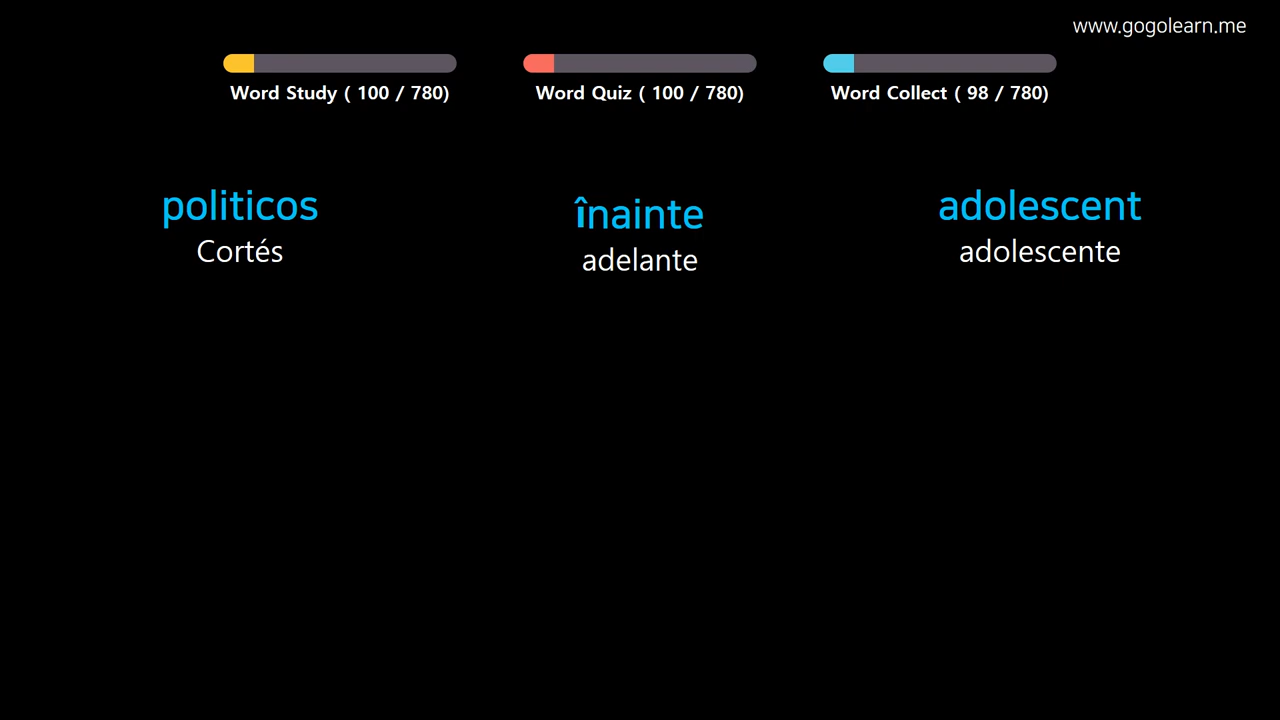 www.gogolearn.me
Word Study ( 100 / 780)
Word Quiz ( 100 / 780)
Word Collect ( 98 / 780)
politicos
Cortés
înainte
adelante
adolescent
adolescente